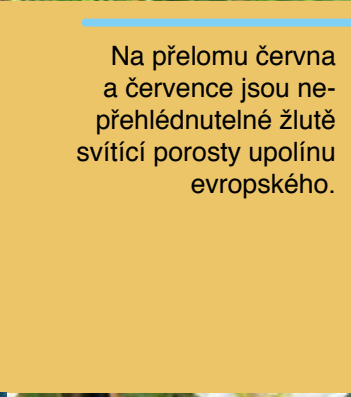 Na přelomu června
a července jsou ne-
přehlédnutelné žlutě
svítící porosty upolínu
evropského.